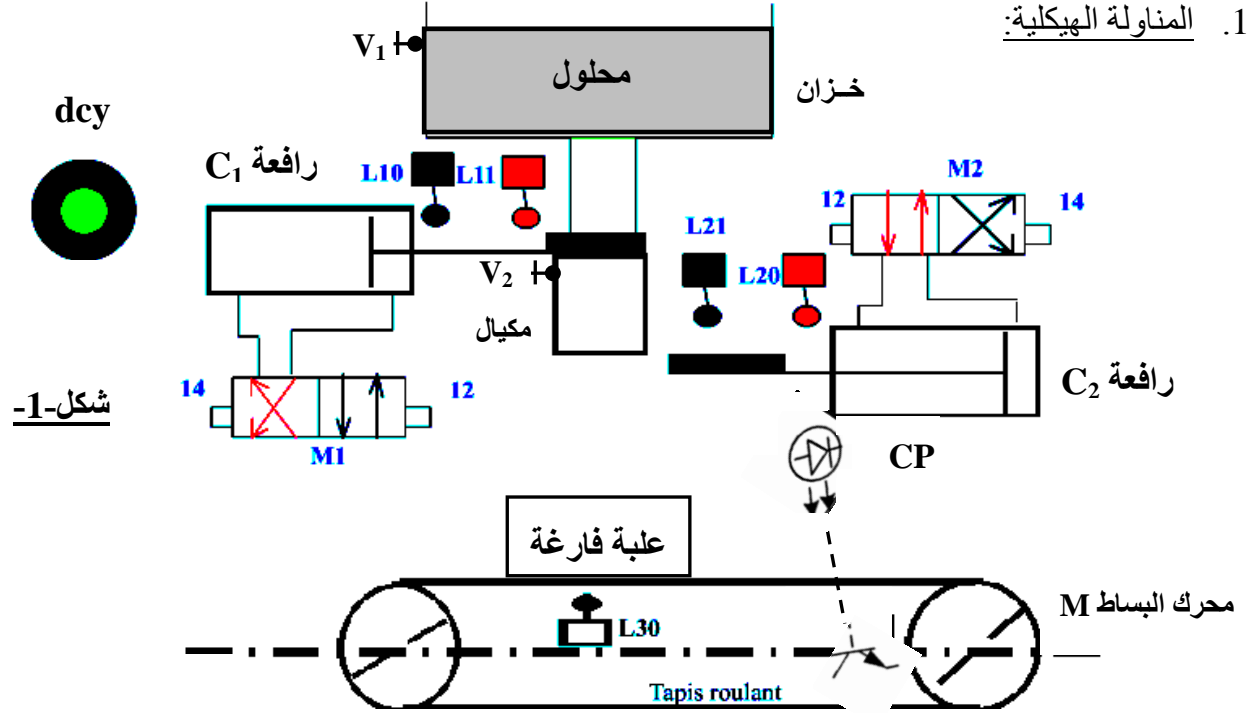 1. المناولة الهيكلية:
V1
محلول
خــزان
dcy
رافعة C1
L10
L11
M2
12
14
L21
V2
L20
مكيال
رافعة C2
14
12
شكل-1-
M1
CP
علبة فارغة
محرك البساط M
L30
Tapis roulant